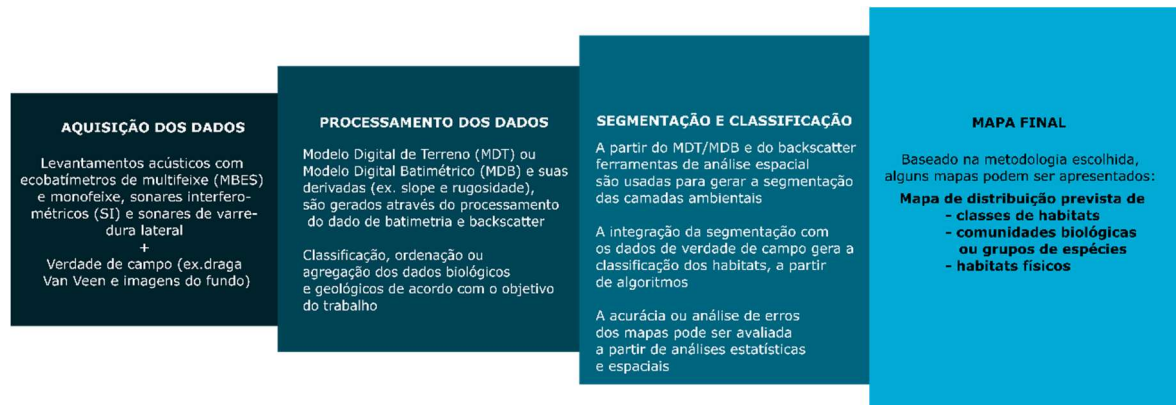 AQUISIÇÃO DOS DADOS
Levantamentos acústicos com
ecobatímetros de multifeixe (MBES)
e monofeixe, sonares interfero-
métricos (SI) e sonares de varre-
dura lateral
+
Verdade de campo (ex.draga
Van Veen e imagens do fundo)
PROCESSAMENTO DOS DADOS
Modelo Digital de Terreno (MDT) ou
Modelo Digital Batimétrico (MDB) e suas
derivadas (ex. slope e rugosidade),
são gerados através do processamento
do dado de batimetria e backscatter
Classificação, ordenação ou
agregação dos dados biológicos
e geológicos de acordo com o objetivo
do trabalho
SEGMENTAÇÃO E CLASSIFICAÇÃO
A partir do MDT/MDB e do backscatter
ferramentas de análise espacial
são usadas para gerar a segmentação
das camadas ambientais
A integração da segmentação com
os dados de verdade de campo gera a
classificação dos habitats, a partir
de algoritmos
A acurácia ou análise de erros
dos mapas pode ser avaliada
a partir de análises estatísticas
e espaciais
MAPA FINAL
Baseado na metodologia escolhida,
alguns mapas podem ser apresentados:
Mapa de distribuição prevista de
- classes de habitats
- comunidades biológicas
ou grupos de espécies
- habitats físicos